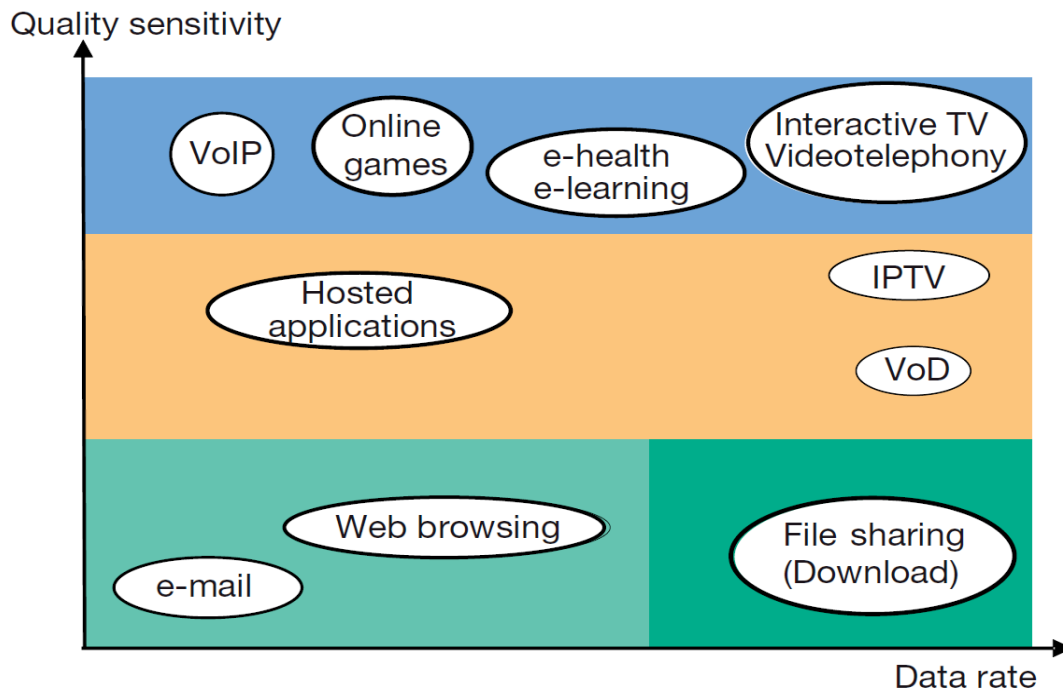 Quality sensitivity
VoIP
Online
games
e-health
e-learning
Interactive TV
Videotelephony
Hosted
applications
IPTV
VoD
Web browsing
e-mail
File sharing
(Download)
Data rate